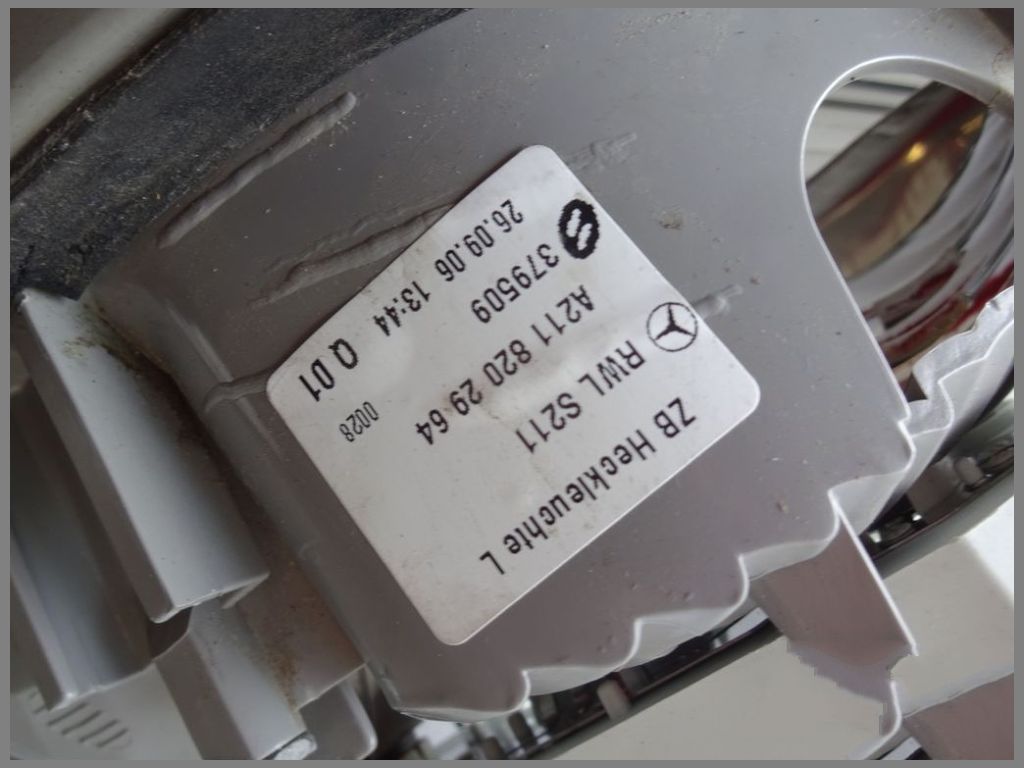 ZB Heckleuchte L
RWL S211
A211 820 29 64
379509
26.09.06 13:44 Q 01
0028